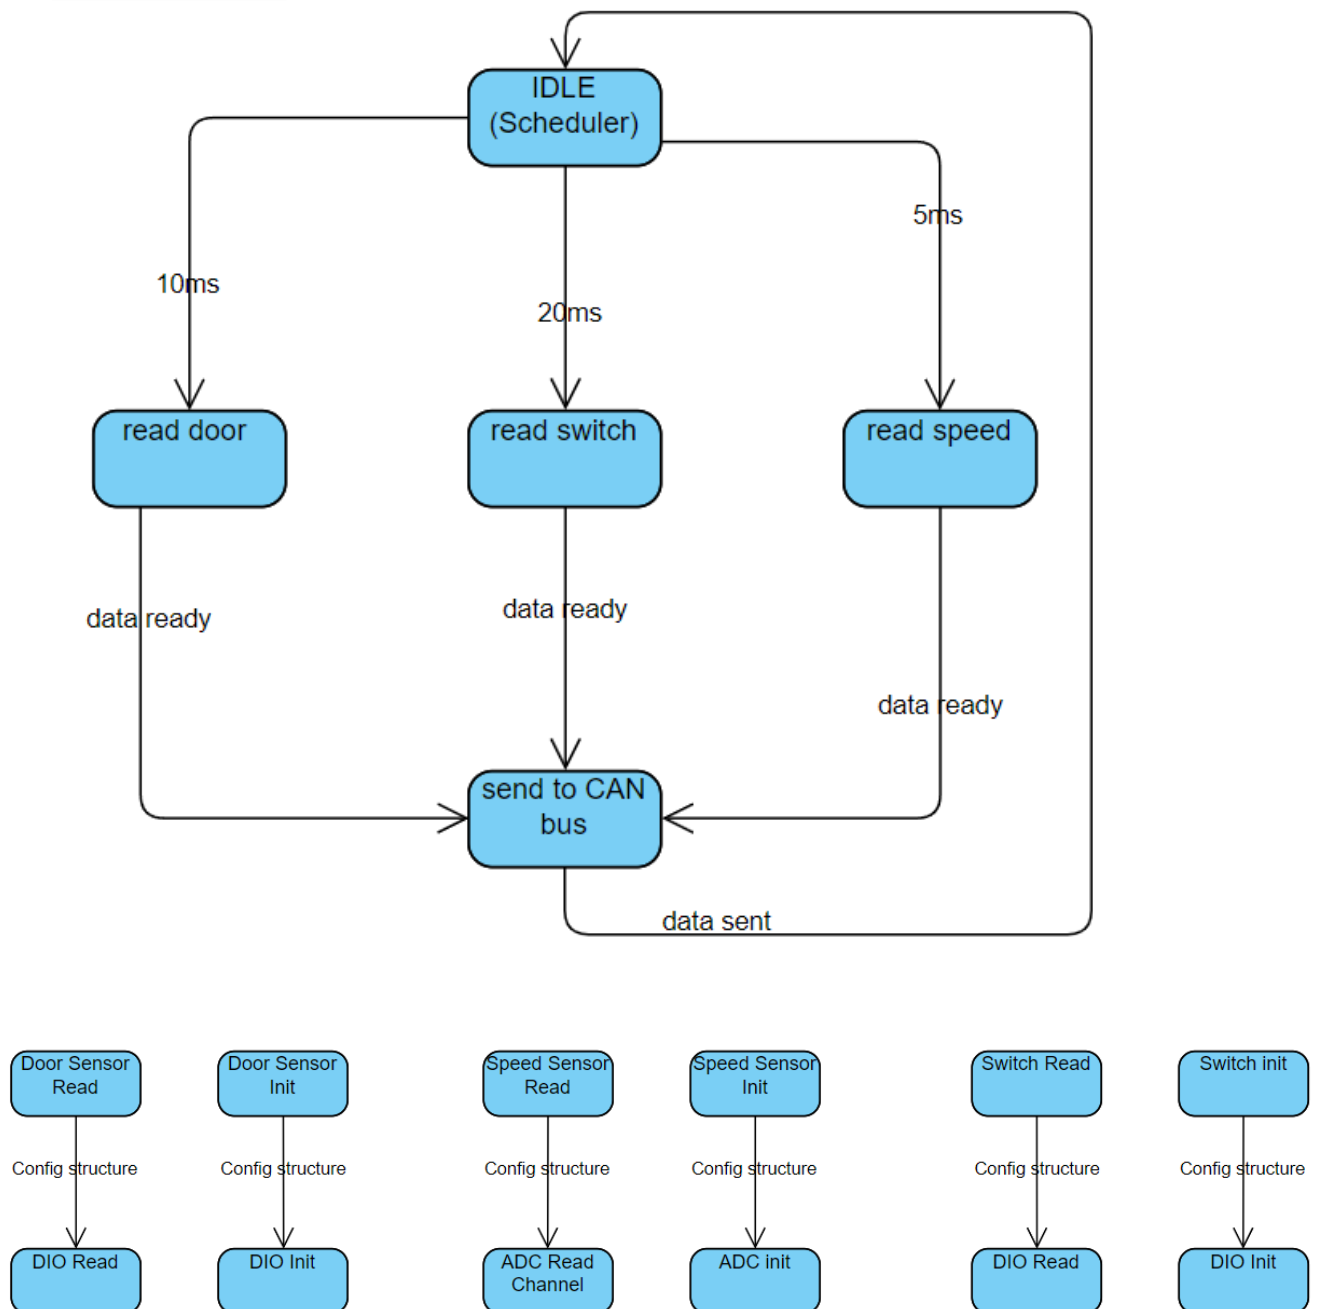 IDLE
(Scheduler)
5ms
10ms
20ms
read door
read switch
read speed
data ready
data ready
data ready
send to CAN
bus
data sent
Door Sensor
Read
Door Sensor
Init
Speed Sensor
Read
Speed Sensor
Init
Switch Read
Switch init
Config structure
Config structure
Config structure
Config structure
Config structure
Config structure
DIO Read
DIO Init
ADC Read
Channel
ADC init
DIO Read
DIO Init